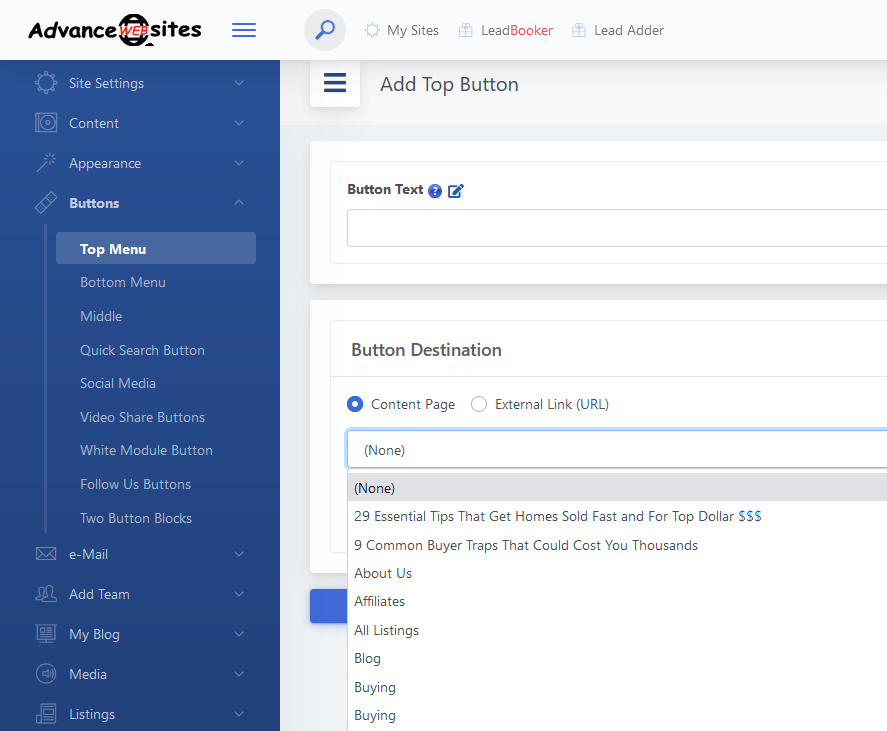 AdvanceWEBsites
My Sites
LeadBooker
Lead Adder
Site Settings
Content
Appearance
Buttons
Top Menu
Bottom Menu
Middle
Quick Search Button
Social Media
Video Share Buttons
White Module Button
Follow Us Buttons
Two Button Blocks
e-Mail
Add Team
My Blog
Media
Listings
Add Top Button
Button Text ?
Button Destination
Content Page
External Link (URL)
(None)
(None)
29 Essential Tips That Get Homes Sold Fast and For Top Dollar $$$
9 Common Buyer Traps That Could Cost You Thousands
About Us
Affiliates
All Listings
Blog
Buying
Buying